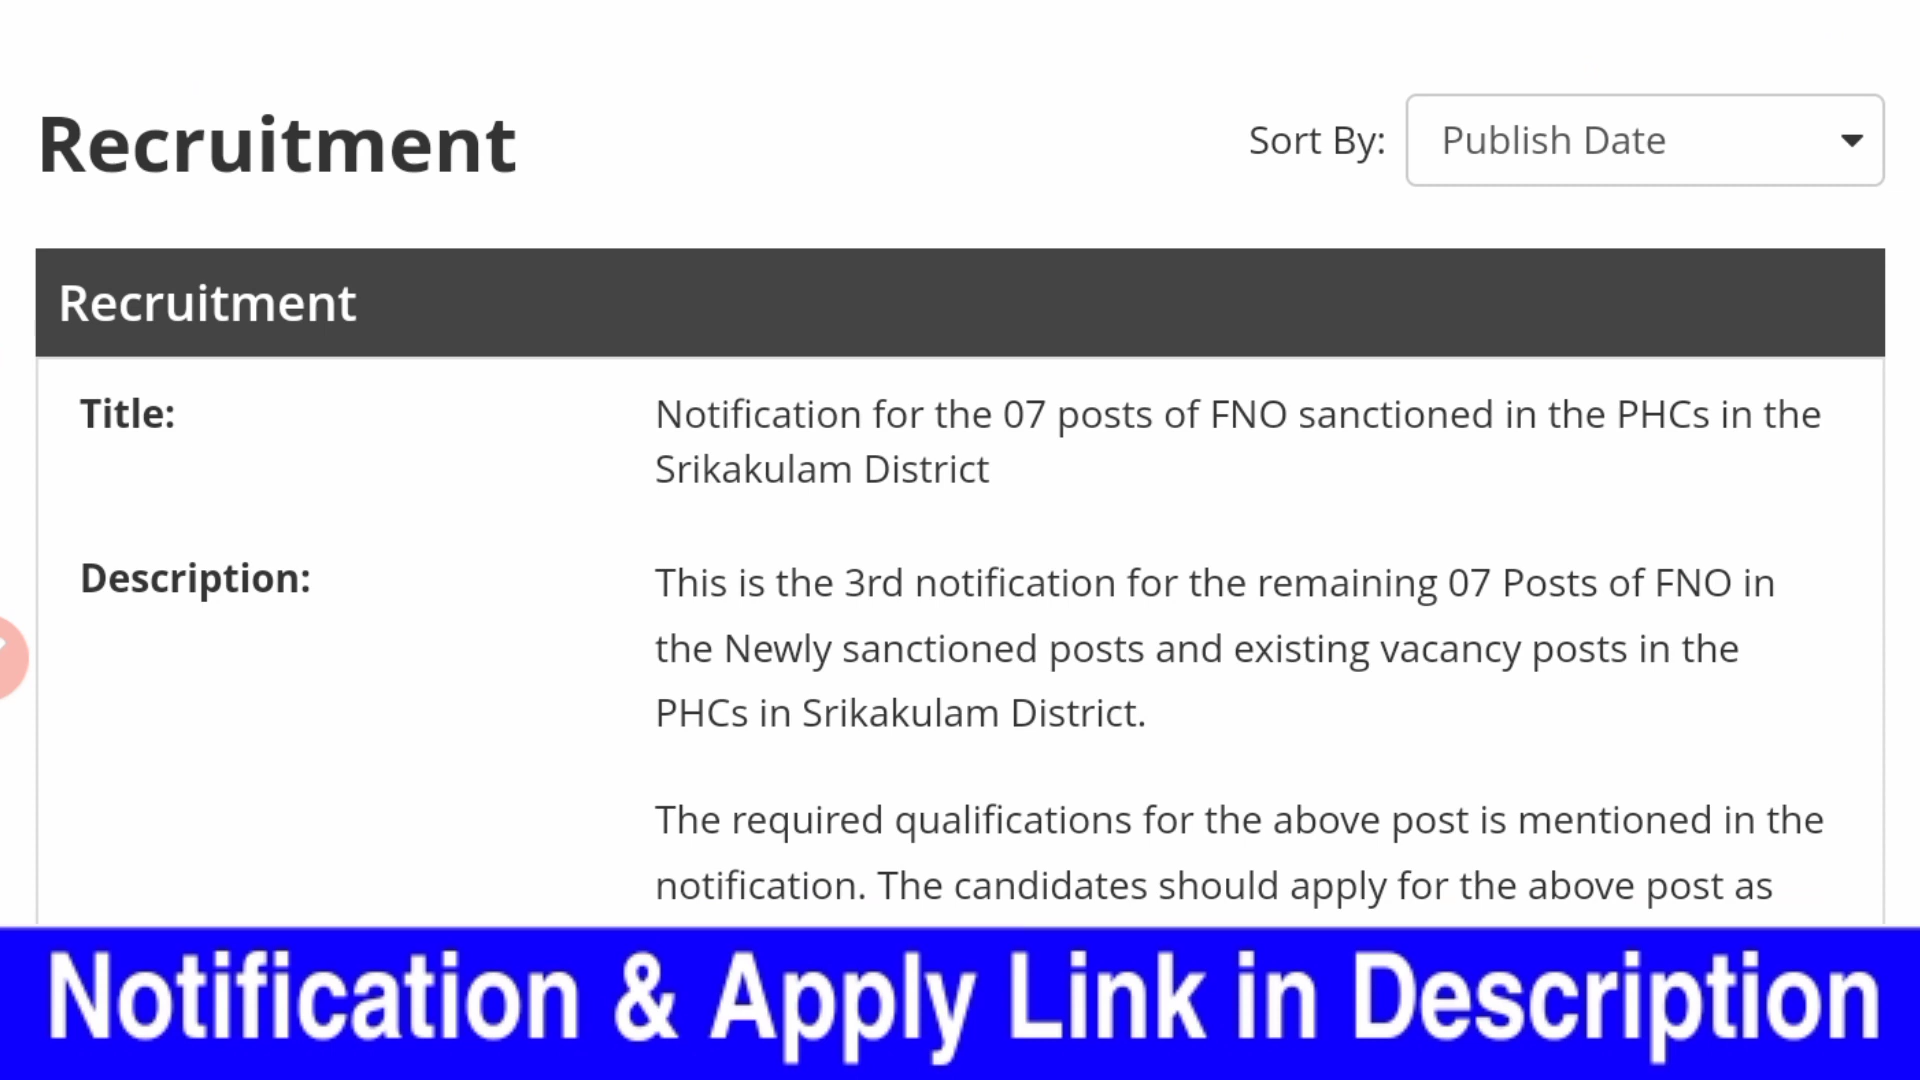 Recruitment
Sort By: Publish Date
Recruitment
Title: Notification for the 07 posts of FNO sanctioned in the PHCs in the
Srikakulam District
Description: This is the 3rd notification for the remaining 07 Posts of FNO in
the Newly sanctioned posts and existing vacancy posts in the
PHCs in Srikakulam District.
The required qualifications for the above post is mentioned in the
notification. The candidates should apply for the above post as
Notification & Apply Link in Description